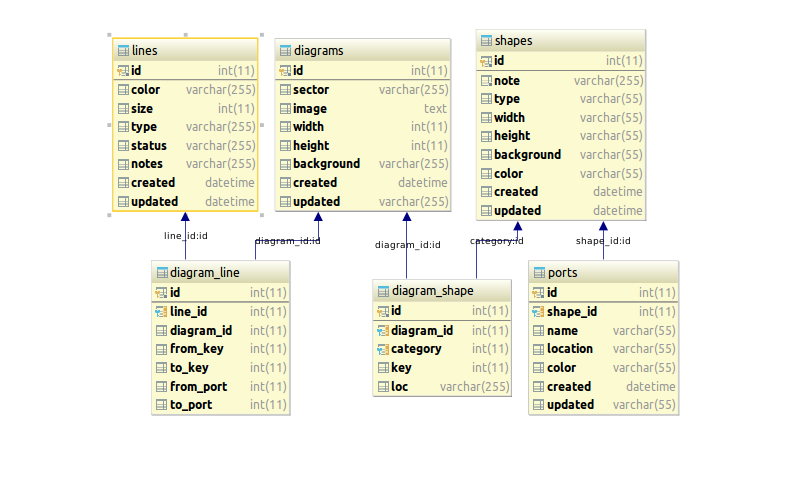 lines
id int(11)
color varchar(255)
size int(11)
type varchar(255)
status varchar(255)
notes varchar(255)
created datetime
updated datetime
diagrams
id int(11)
sector varchar(255)
image text
width int(11)
height int(11)
background varchar(255)
created datetime
updated varchar(255)
shapes
id int(11)
note varchar(255)
type varchar(55)
width varchar(55)
height varchar(55)
background varchar(55)
color varchar(55)
created datetime
updated datetime
line_id:id
diagram_id:id
diagram_id:id
category:id
shape_id:id
diagram_line
id int(11)
line_id int(11)
diagram_id int(11)
from_key int(11)
to_key int(11)
from_port int(11)
to_port int(11)
diagram_shape
id int(11)
diagram_id int(11)
category int(11)
key int(11)
loc varchar(255)
ports
id int(11)
shape_id int(11)
name varchar(55)
location varchar(55)
color varchar(55)
created datetime
updated varchar(55)